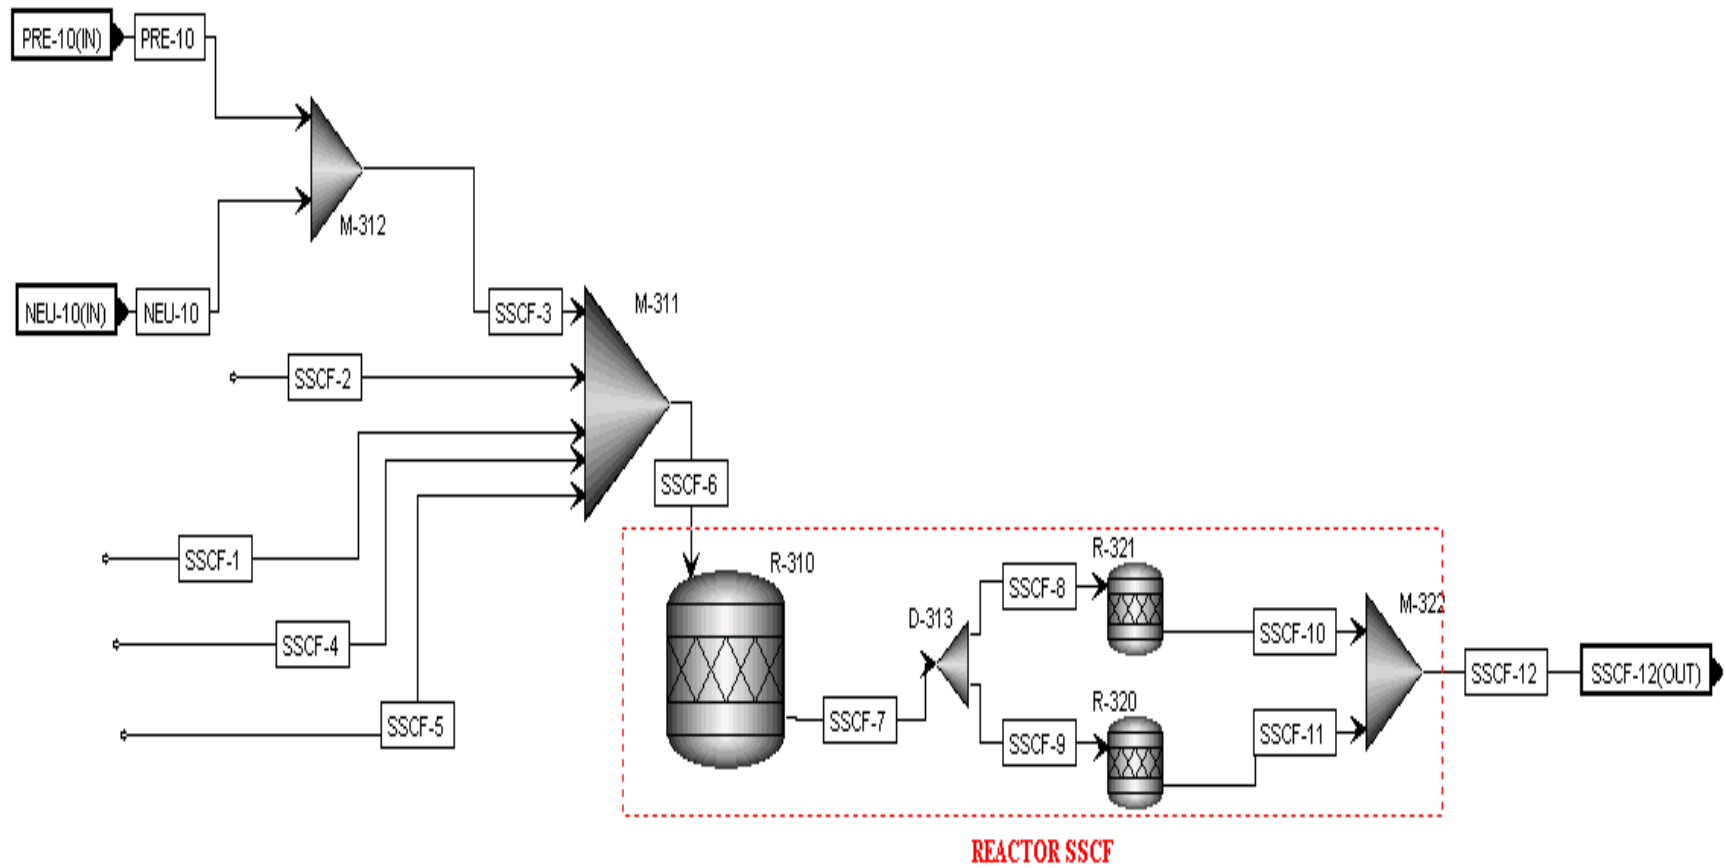 PRE-10(IN)
PRE-10
M-312
NEU-10(IN)
NEU-10
SSCF-3
M-311
SSCF-2
SSCF-6
SSCF-1
R-310
R-321
SSCF-8
D-313
M-322
SSCF-10
SSCF-4
SSCF-12
SSCF-12(OUT)
R-320
SSCF-5
SSCF-7
SSCF-9
SSCF-11
REACTOR SSCF